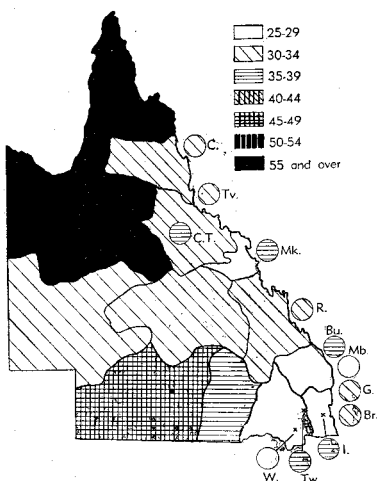 25-29
30-34
35-39
40-44
45-49
50-54
55 and over
C.
Tv.
C.T.
Mk.
R.
Bu.
Mb.
G.
Br.
I.
Tw.
W.